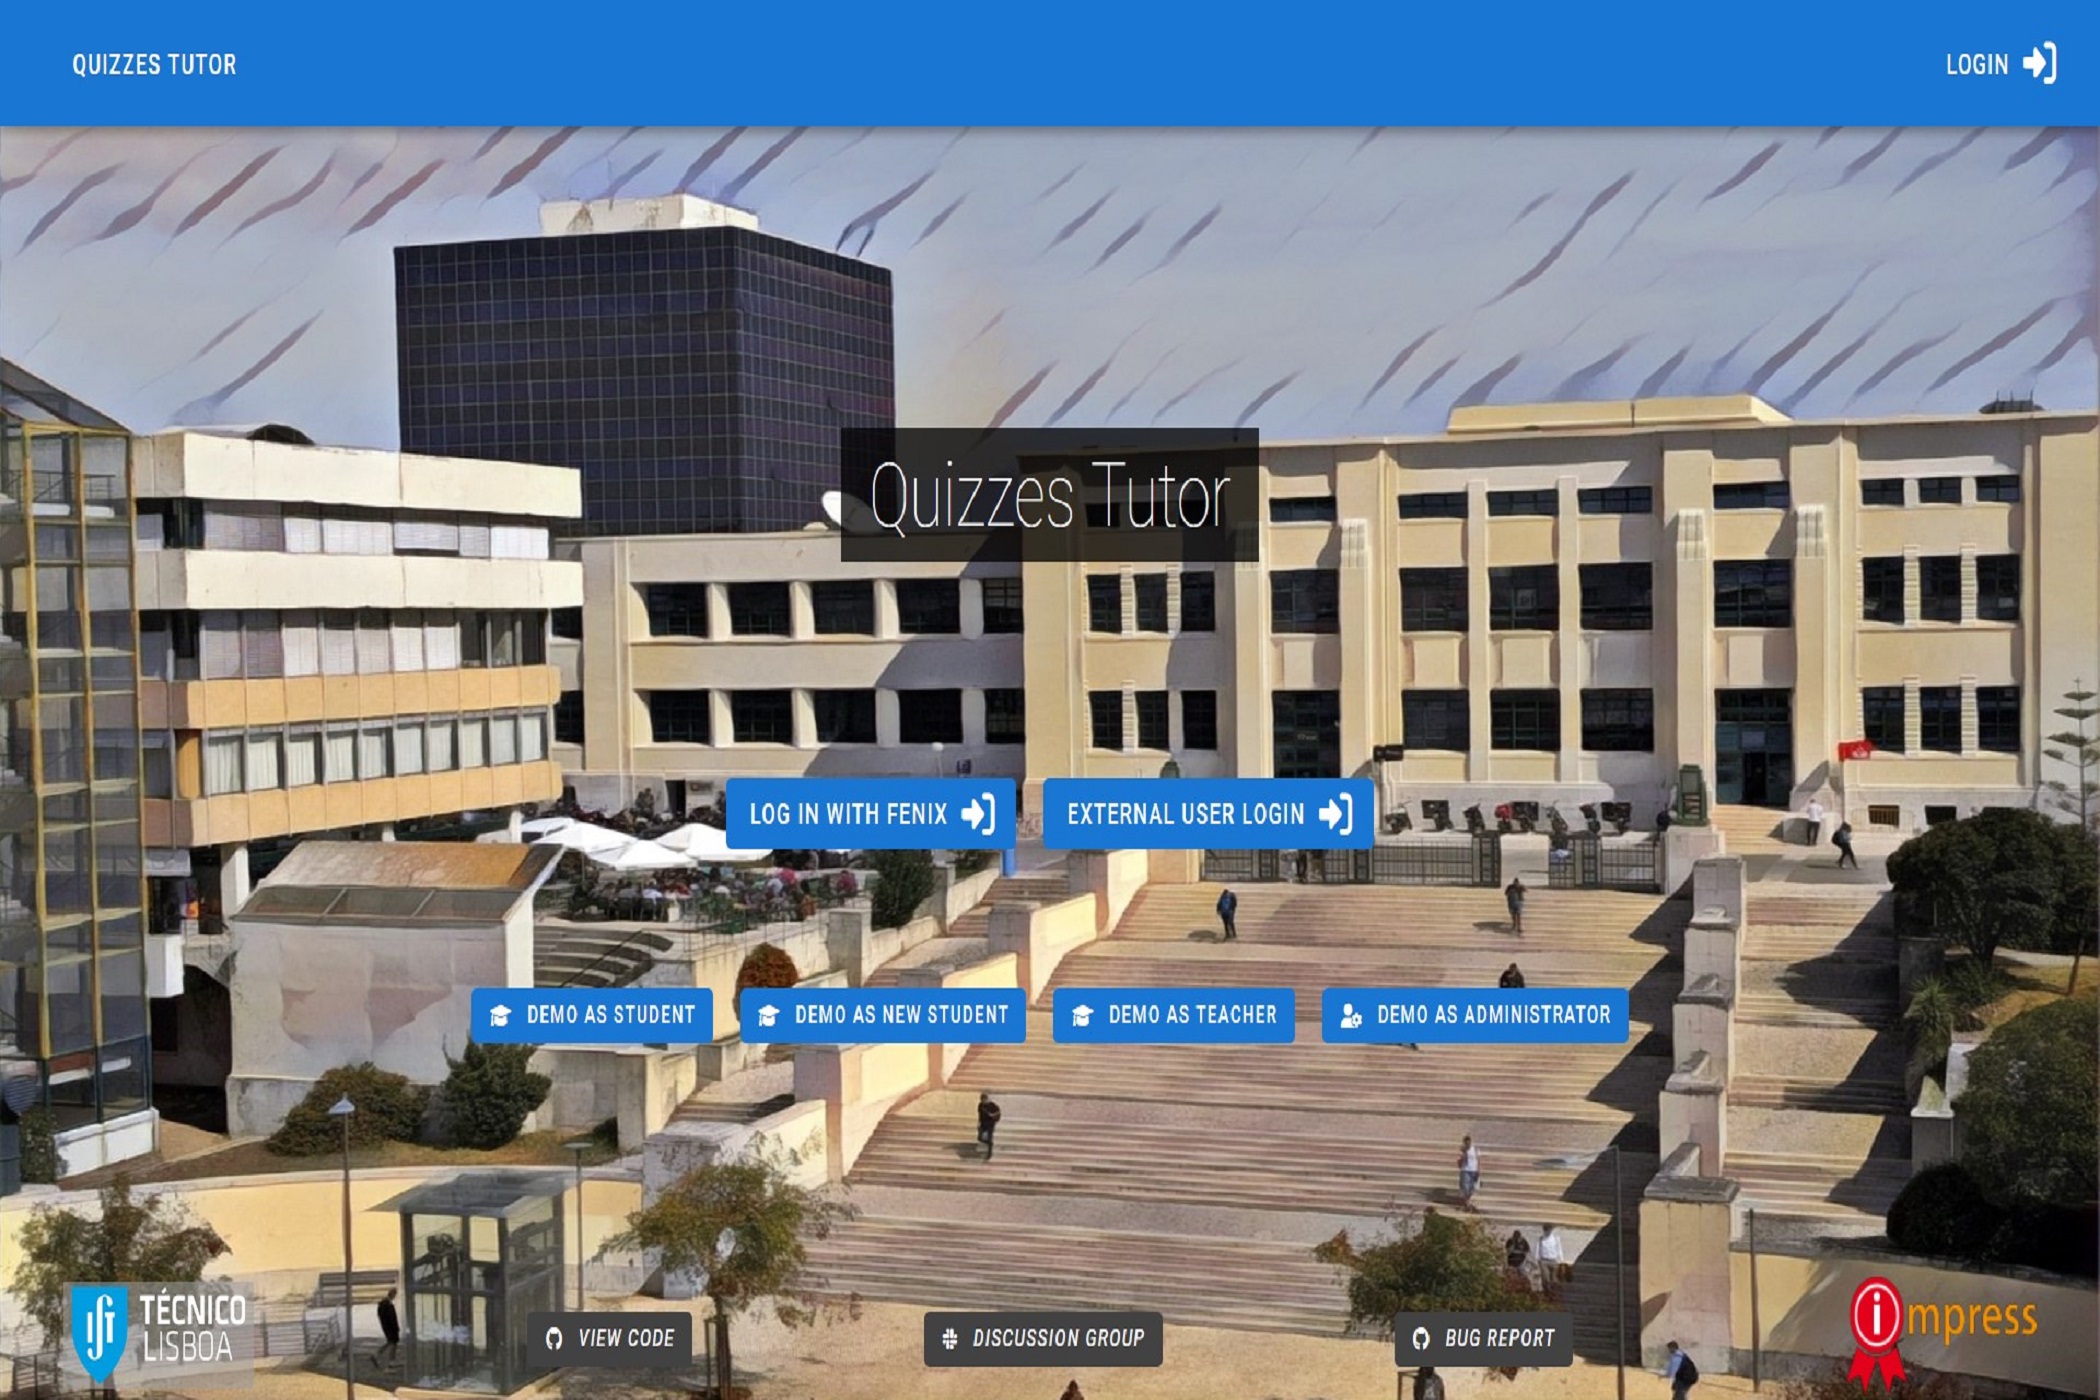 QUIZZES TUTOR
LOGIN
Quizzes Tutor
LOG IN WITH FENIX
EXTERNAL USER LOGIN
DEMO AS STUDENT
DEMO AS NEW STUDENT
DEMO AS TEACHER
DEMO AS ADMINISTRATOR
TÉCNICO
LISBOA
VIEW CODE
DISCUSSION GROUP
BUG REPORT
impress